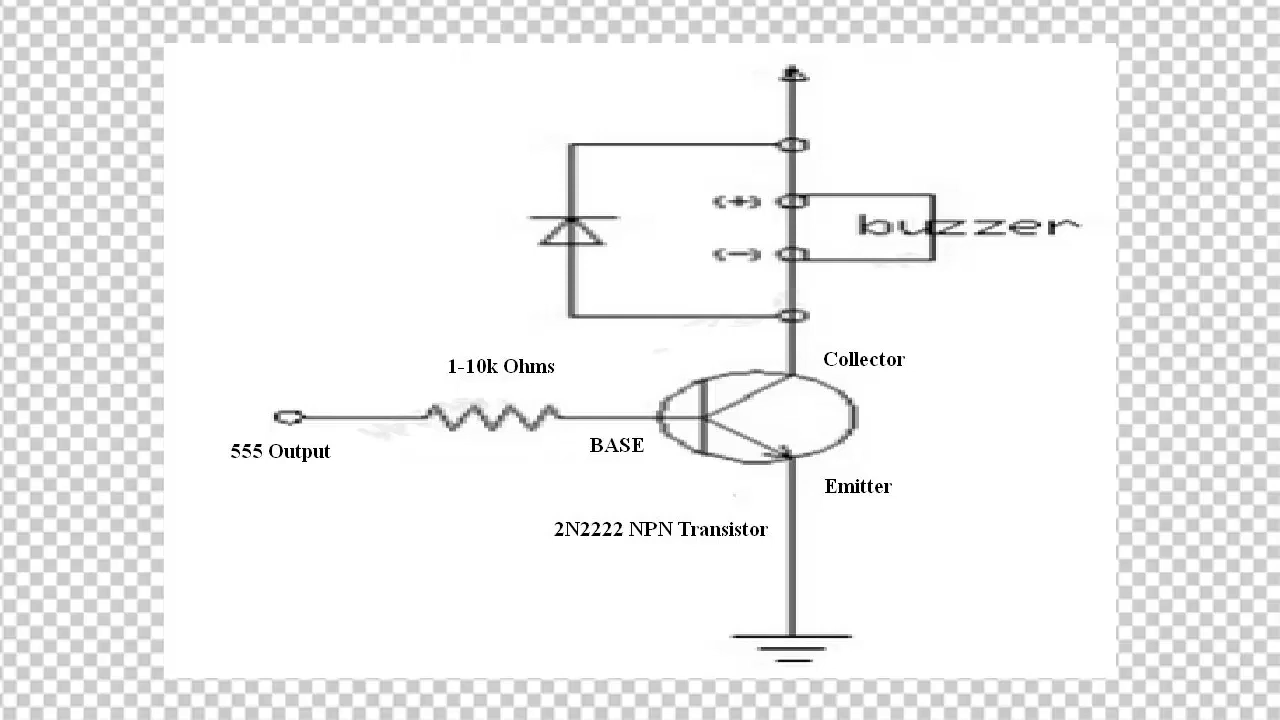 (+)
buzzer
(-)
Collector
1-10k Ohms
BASE
555 Output
Emitter
2N2222 NPN Transistor